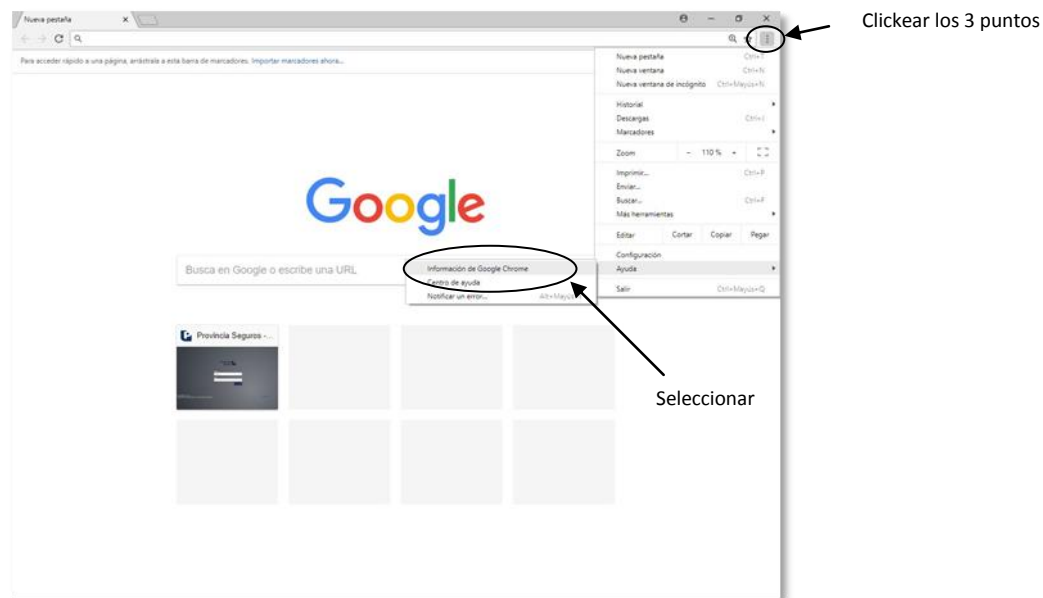 Nueva pestaña
Clickear los 3 puntos
Para acceder rápido a una página, arrástrala a esta barra de marcadores. Importar marcadores ahora...
Nueva pestaña Ctrl+T
Nueva ventana Ctrl+N
Nueva ventana de incógnito Ctrl+Mayús+N
Historial
Descargas Ctrl+J
Marcadores
Zoom - 110 % +
Imprimir... Ctrl+P
Enviar...
Buscar... Ctrl+F
Más herramientas
Editar Cortar Copiar Pegar
Configuración
Ayuda
Salir Ctrl+Mayús+Q
Google
Busca en Google o escribe una URL
Información de Google Chrome
Centro de ayuda
Notificar un error... Alt+Mayús
Provincia Seguros -...
Seleccionar